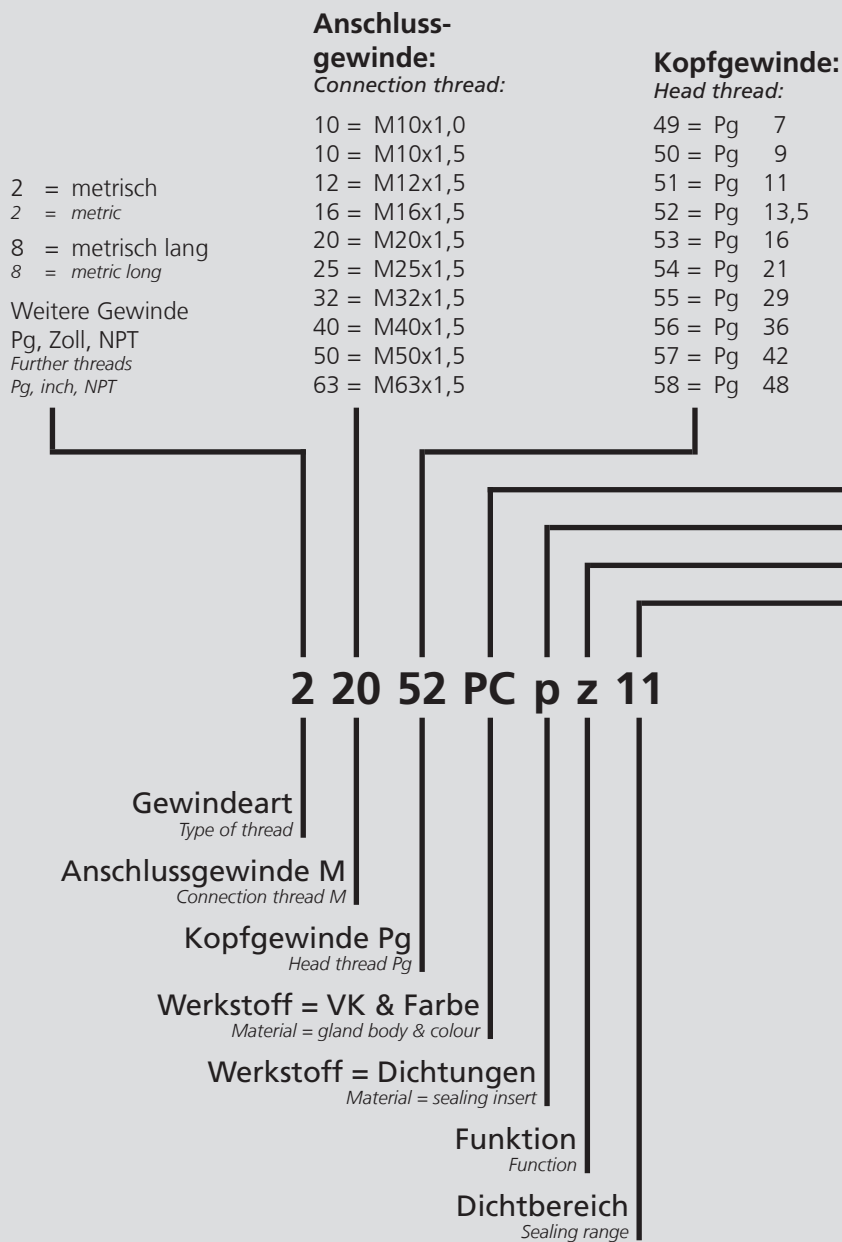 2 = metrisch
2 = metric
8 = metrisch lang
8 = metric long
Weitere Gewinde
Pg, Zoll, NPT
Further threads
Pg, inch, NPT
Anschluss-
gewinde:
Connection thread:
10 = M10x1,0
10 = M10x1,5
12 = M12x1,5
16 = M16x1,5
20 = M20x1,5
25 = M25x1,5
32 = M32x1,5
40 = M40x1,5
50 = M50x1,5
63 = M63x1,5
Kopfgewinde:
Head thread:
49 = Pg 7
50 = Pg 9
51 = Pg 11
52 = Pg 13,5
53 = Pg 16
54 = Pg 21
55 = Pg 29
56 = Pg 36
57 = Pg 42
58 = Pg 48
2 20 52 PC p z 11
Gewindeart
Type of thread
Anschlussgewinde M
Connection thread M
Kopfgewinde Pg
Head thread Pg
Werkstoff = VK & Farbe
Material = gland body & colour
Werkstoff = Dichtungen
Material = sealing insert
Funktion
Function
Dichtbereich
Sealing range